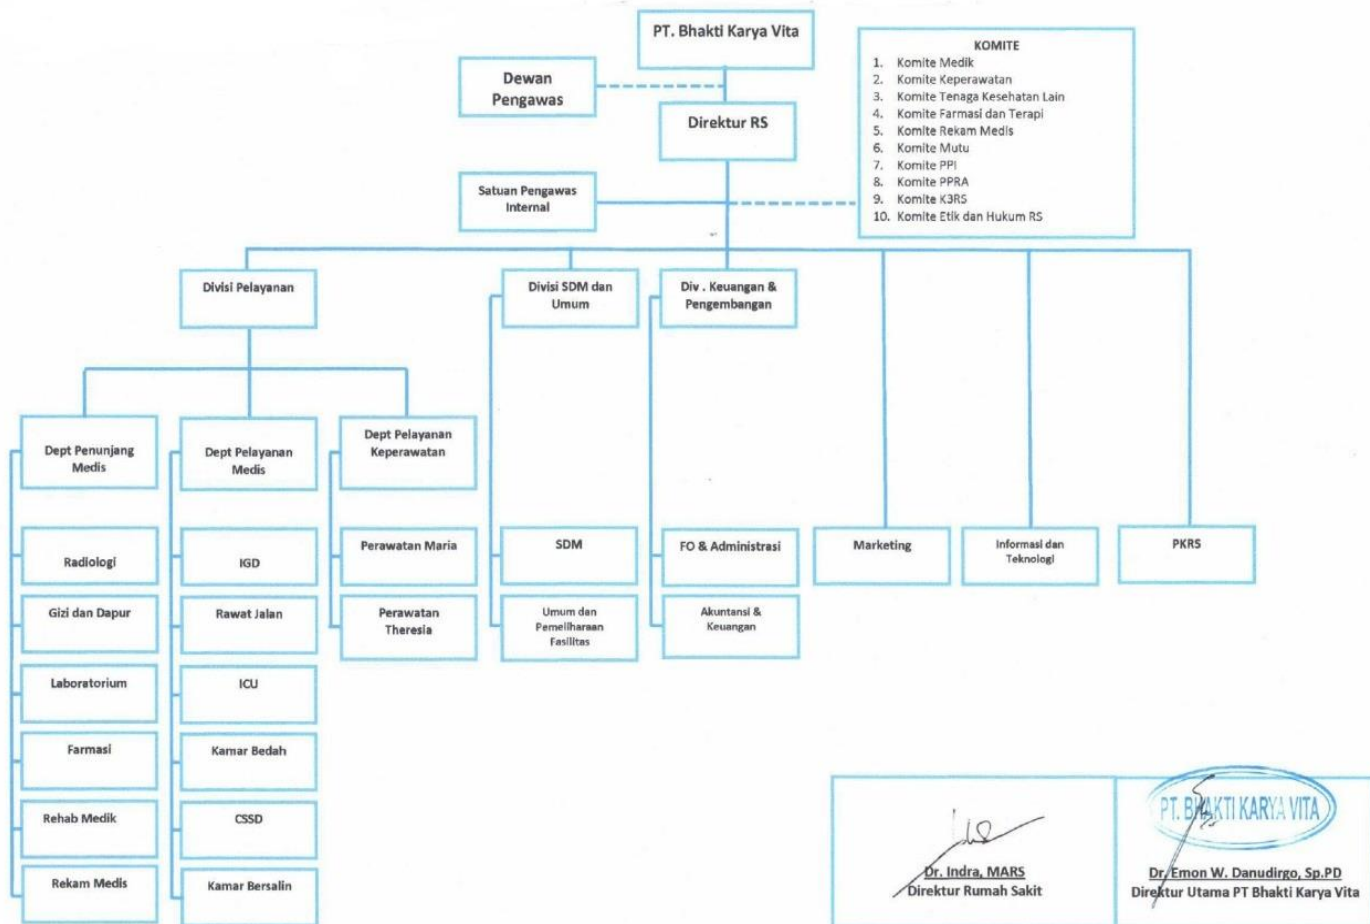 PT. Bhakti Karya Vita
Dewan
Pengawas
Direktur RS
Satuan Pengawas
Internal
KOMITE
1. Komite Medik
2. Komite Keperawatan
3. Komite Tenaga Kesehatan Lain
4. Komite Farmasi dan Terapi
5. Komite Rekam Medis
6. Komite Mutu
7. Komite PPI
8. Komite PPRA
9. Komite K3RS
10. Komite Etik dan Hukum RS
Divisi Pelayanan
Divisi SDM dan
Umum
Div . Keuangan &
Pengembangan
Dept Penunjang
Medis
Dept Pelayanan
Medis
Dept Pelayanan
Keperawatan
Radiologi
Gizi dan Dapur
Laboratorium
Farmasi
Rehab Medik
Rekam Medis
IGD
Rawat Jalan
ICU
Kamar Bedah
CSSD
Kamar Bersalin
Perawatan Maria
Perawatan
Theresia
SDM
Umum dan
Pemeliharaan
Fasilitas
FO & Administrasi
Akuntansi &
Keuangan
Marketing
Informasi dan
Teknologi
PKRS
Dr. Indra, MARS
Direktur Rumah Sakit
PT. BHAKTI KARYA VITA
Dr. Emon W. Danudirgo, Sp.PD
Direktur Utama PT Bhakti Karya Vita